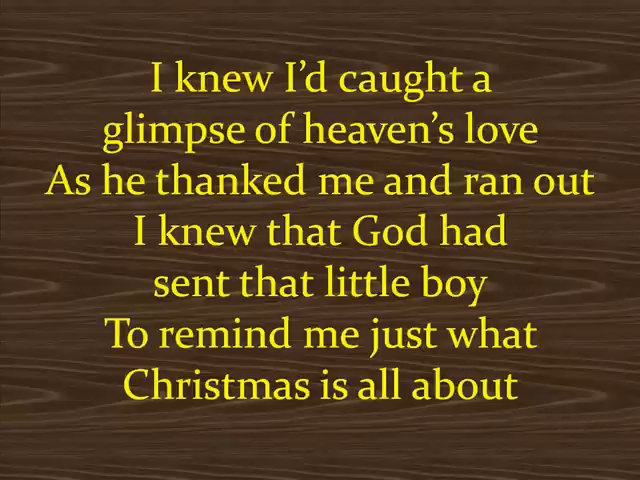 I knew I’d caught a
glimpse of heaven’s love
As he thanked me and ran out
I knew that God had
sent that little boy
To remind me just what
Christmas is all about